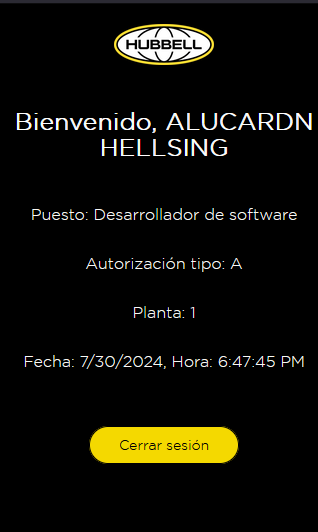 HUBBELL
Bienvenido, ALUCARDN
HELLSING
Puesto: Desarrollador de software
Autorización tipo: A
Planta: 1
Fecha: 7/30/2024, Hora: 6:47:45 PM
Cerrar sesión